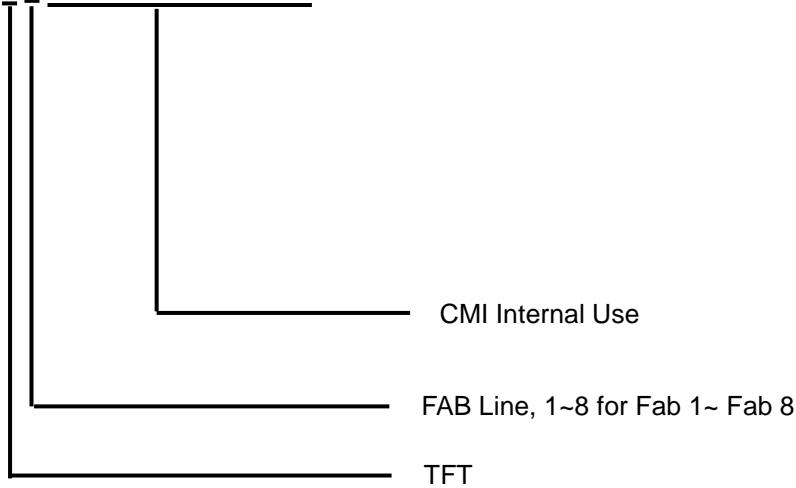 CMI Internal Use
FAB Line, 1~8 for Fab 1~ Fab 8
TFT